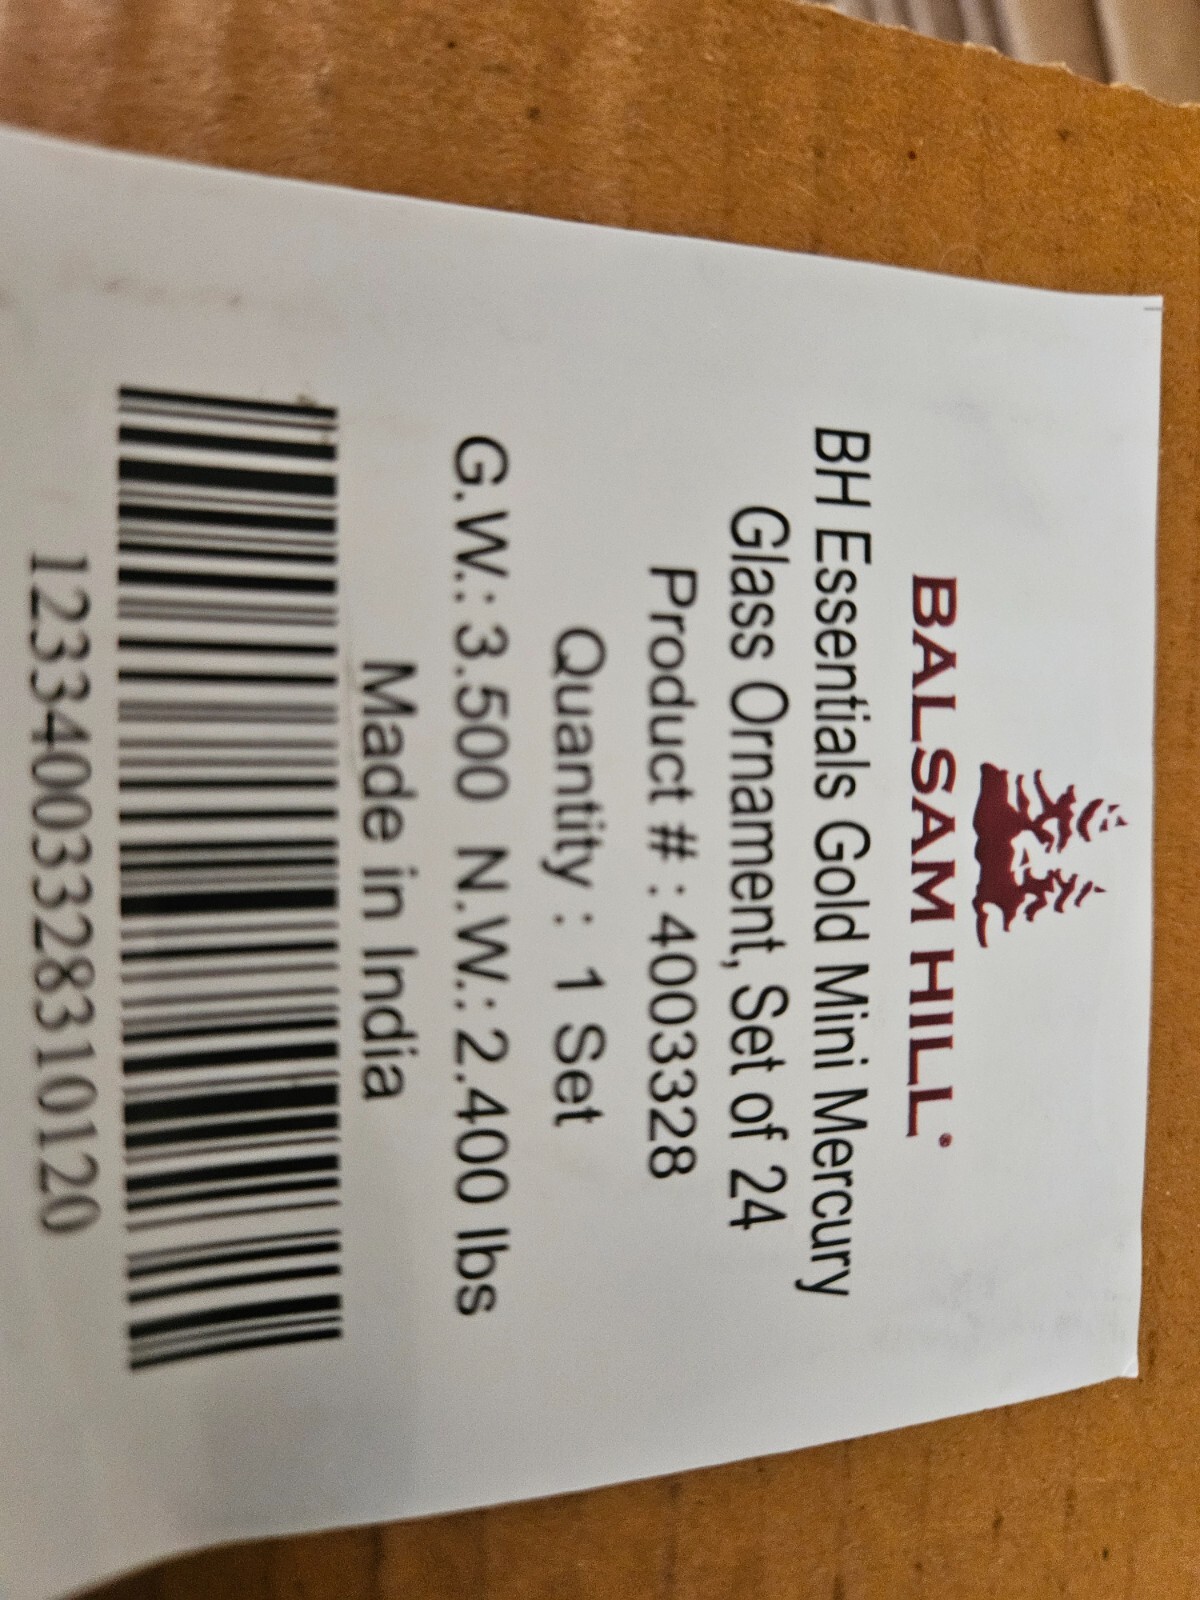 BALSAM HILL®
BH Essentials Gold Mini Mercury
Glass Ornament, Set of 24
Product # : 4003328
Quantity : 1 Set
G.W.: 3.500 N.W.: 2.400 lbs
Made in India
1233400332831​0120